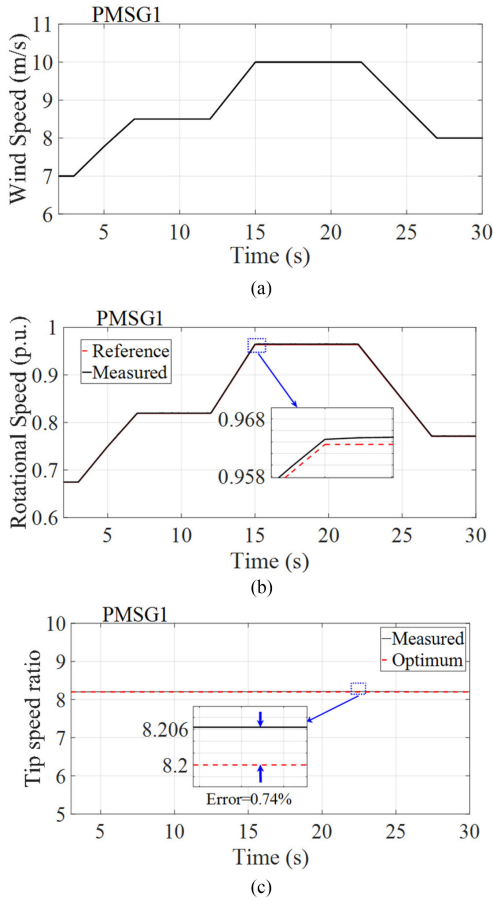 PMSG1
Wind Speed (m/s)
11
10
9
8
7
6
5
10
15
20
25
30
Time (s)
(a)
PMSG1
Rotational Speed (p.u.)
1
0.9
0.8
0.7
0.6
Reference
Measured
0.968
0.958
5
10
15
20
25
30
Time (s)
(b)
PMSG1
Tip speed ratio
10
9
8
7
6
5
Measured
Optimum
8.206
8.2
Error=0.74%
5
10
15
20
25
30
Time (s)
(c)